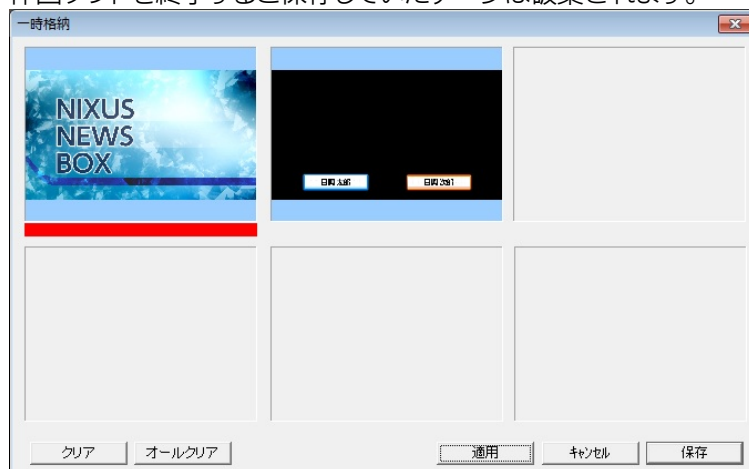 作画ソフトを終了すると保存していたデータは破棄されます。
一時格納
NIXUS
NEWS
BOX
クリア
オールクリア
適用
キャンセル
保存